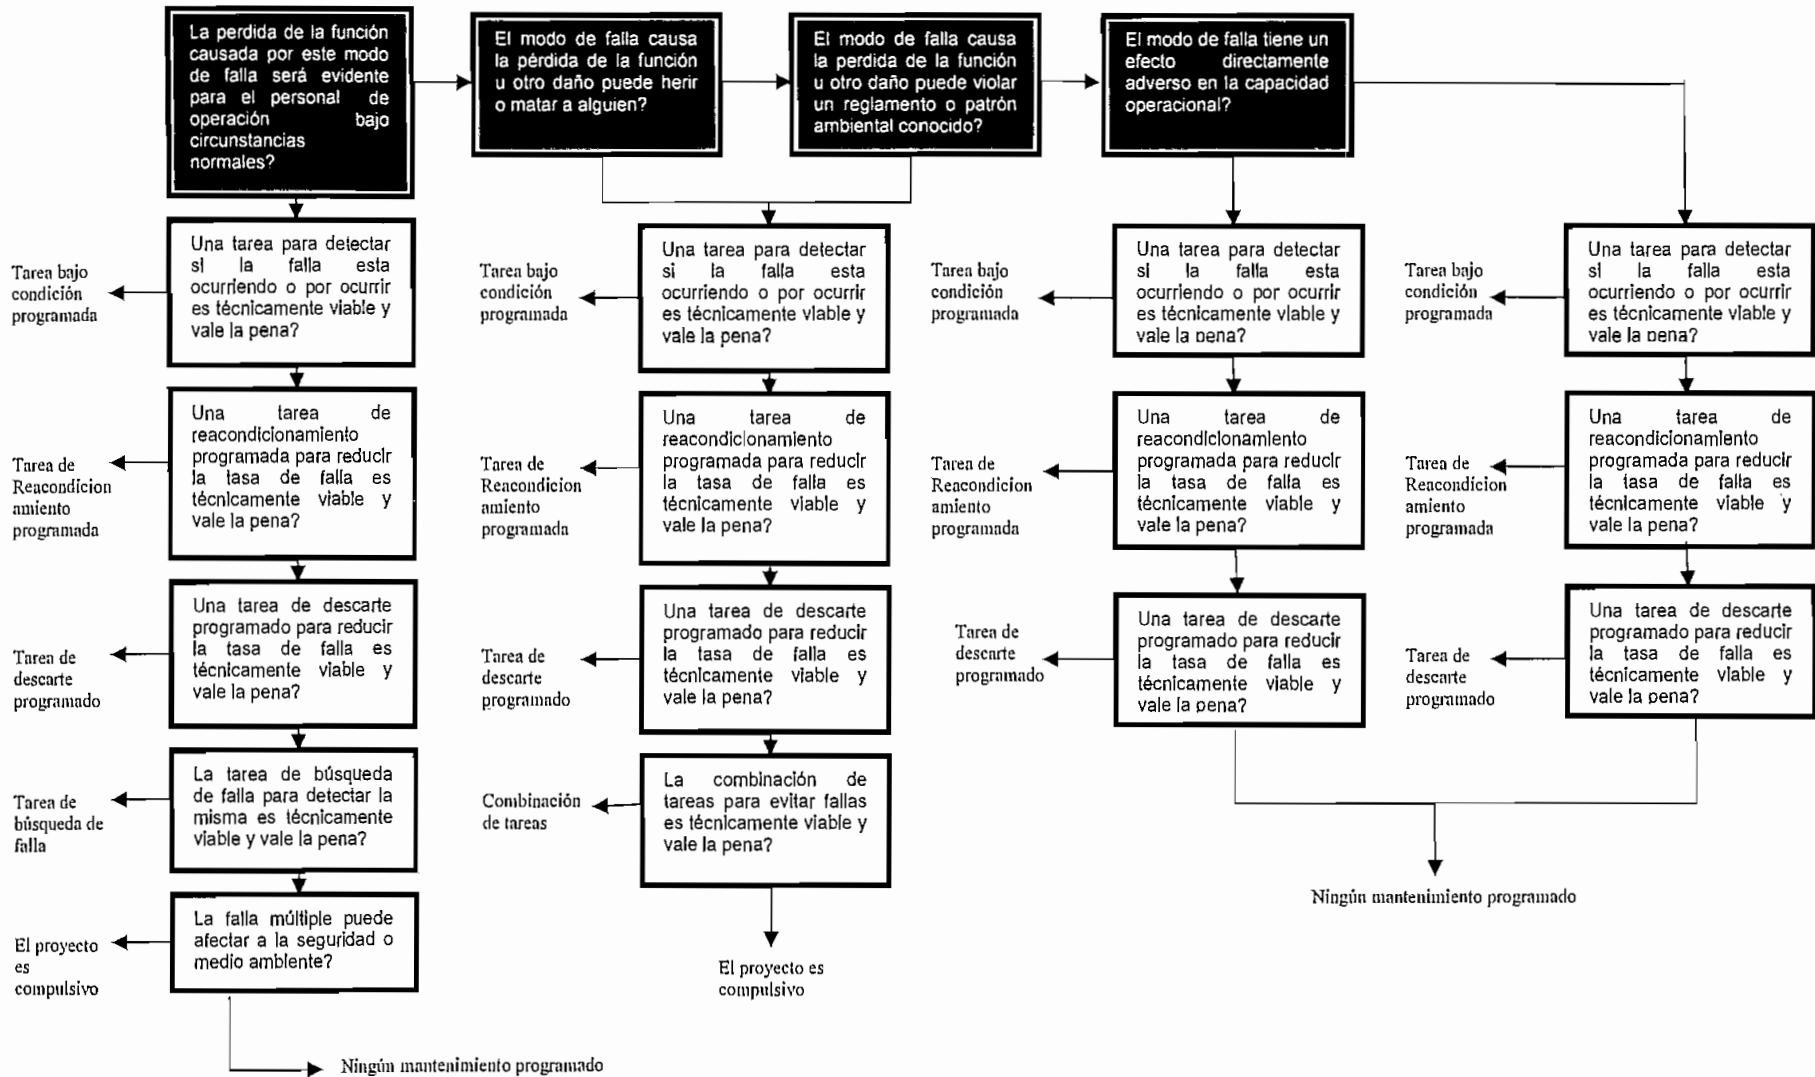 La perdida de la función
causada por este modo
de falla será evidente
para el personal de
operación bajo
circunstancias
normales?
El modo de falla causa
la pérdida de la función
u otro daño puede herir
o matar a alguien?
El modo de falla causa
la perdida de la función
u otro daño puede violar
un reglamento o patrón
ambiental conocido?
El modo de falla tiene un
efecto directamente
adverso en la capacidad
operacional?
Tarea bajo
condición
programada
Una tarea para detectar
si la falla esta
ocurriendo o por ocurrir
es técnicamente viable y
vale la pena?
Tarea bajo
condición
programada
Una tarea para detectar
si la falla esta
ocurriendo o por ocurrir
es técnicamente viable y
vale la pena?
Tarea bajo
condición
programada
Una tarea para detectar
si la falla esta
ocurriendo o por ocurrir
es técnicamente viable y
vale la pena?
Tarea bajo
condición
programada
Una tarea para detectar
si la falla esta
ocurriendo o por ocurrir
es técnicamente viable y
vale la pena?
Tarea de
Reacondicion
amiento
programada
Una tarea de
reacondicionamiento
programada para reducir
la tasa de falla es
técnicamente viable y
vale la pena?
Tarea de
Reacondicion
amiento
programada
Una tarea de
reacondicionamiento
programada para reducir
la tasa de falla es
técnicamente viable y
vale la pena?
Tarea de
Reacondicion
amiento
programada
Una tarea de
reacondicionamiento
programada para reducir
la tasa de falla es
técnicamente viable y
vale la pena?
Tarea de
Reacondicion
amiento
programada
Una tarea de
reacondicionamiento
programada para reducir
la tasa de falla es
técnicamente viable y
vale la pena?
Tarea de
descarte
programado
Una tarea de descarte
programado para reducir
la tasa de falla es
técnicamente viable y
vale la pena?
Tarea de
descarte
programado
Una tarea de descarte
programado para reducir
la tasa de falla es
técnicamente viable y
vale la pena?
Tarea de
descarte
programado
Una tarea de descarte
programado para reducir
la tasa de falla es
técnicamente viable y
vale la pena?
Tarea de
descarte
programado
Una tarea de descarte
programado para reducir
la tasa de falla es
técnicamente viable y
vale la pena?
Tarea de
búsqueda de
falla
La tarea de búsqueda
de falla para detectar la
misma es técnicamente
viable y vale la pena?
Combinación
de tareas
La combinación de
tareas para evitar fallas
es técnicamente viable y
vale la pena?
Ningún mantenimiento programado
El proyecto
es
compulsivo
La falla múltiple puede
afectar a la seguridad o
medio ambiente?
El proyecto es
compulsivo
Ningún mantenimiento programado